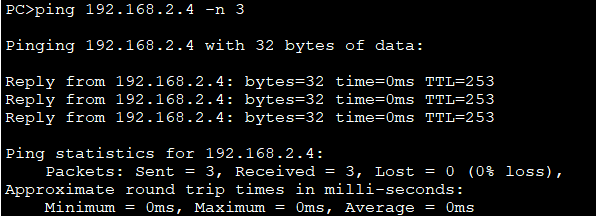 PC>ping 192.168.2.4 -n 3
Pinging 192.168.2.4 with 32 bytes of data:
Reply from 192.168.2.4: bytes=32 time=0ms TTL=253
Reply from 192.168.2.4: bytes=32 time=0ms TTL=253
Reply from 192.168.2.4: bytes=32 time=0ms TTL=253
Ping statistics for 192.168.2.4:
    Packets: Sent = 3, Received = 3, Lost = 0 (0% loss),
Approximate round trip times in milli-seconds:
    Minimum = 0ms, Maximum = 0ms, Average = 0ms